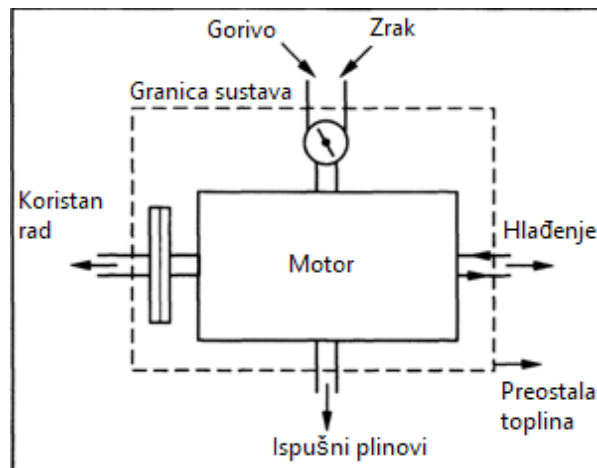 Gorivo
Zrak
Granica sustava
Koristan
rad
Motor
Hlađenje
Preostala
toplina
Ispušni plinovi